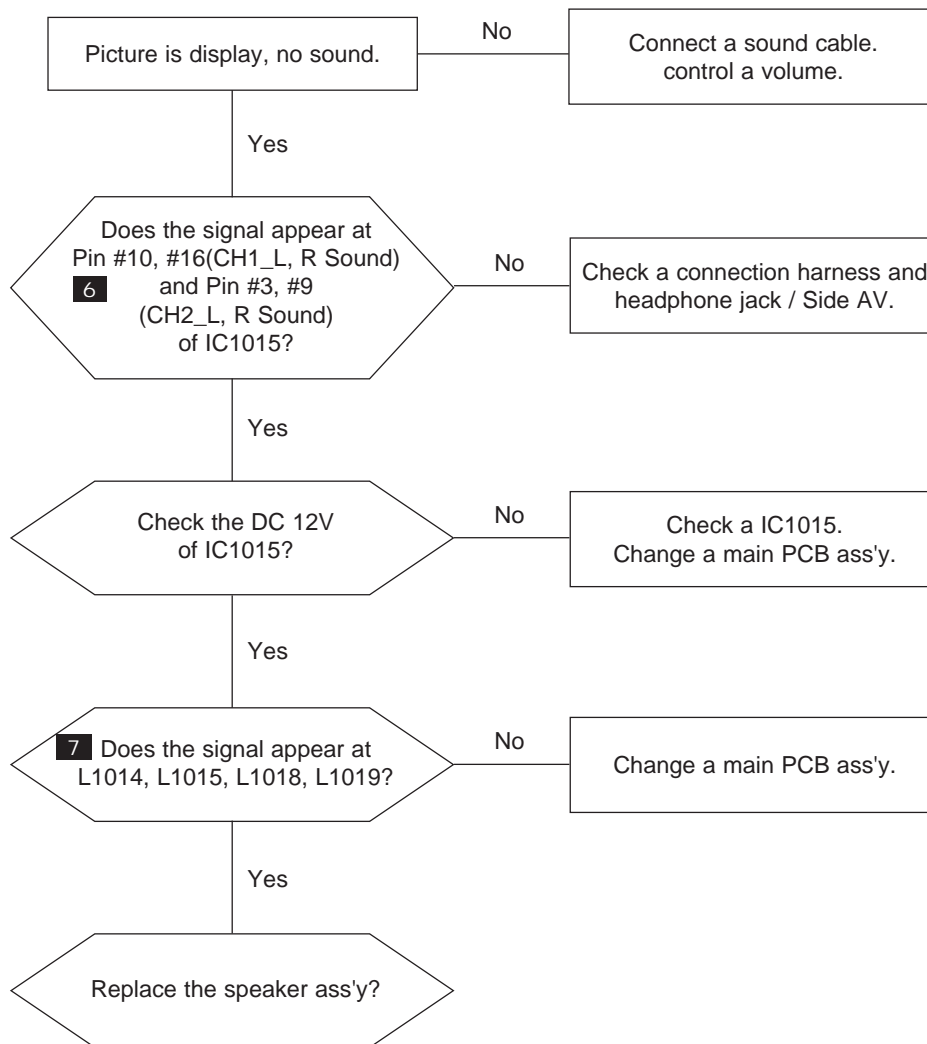 Picture is display, no sound.
No
Connect a sound cable.
control a volume.
Yes
Does the signal appear at
Pin #10, #16(CH1_L, R Sound)
6 and Pin #3, #9
(CH2_L, R Sound)
of IC1015?
No
Check a connection harness and
headphone jack / Side AV.
Yes
Check the DC 12V
of IC1015?
No
Check a IC1015.
Change a main PCB ass'y.
Yes
7 Does the signal appear at
L1014, L1015, L1018, L1019?
No
Change a main PCB ass'y.
Yes
Replace the speaker ass'y?